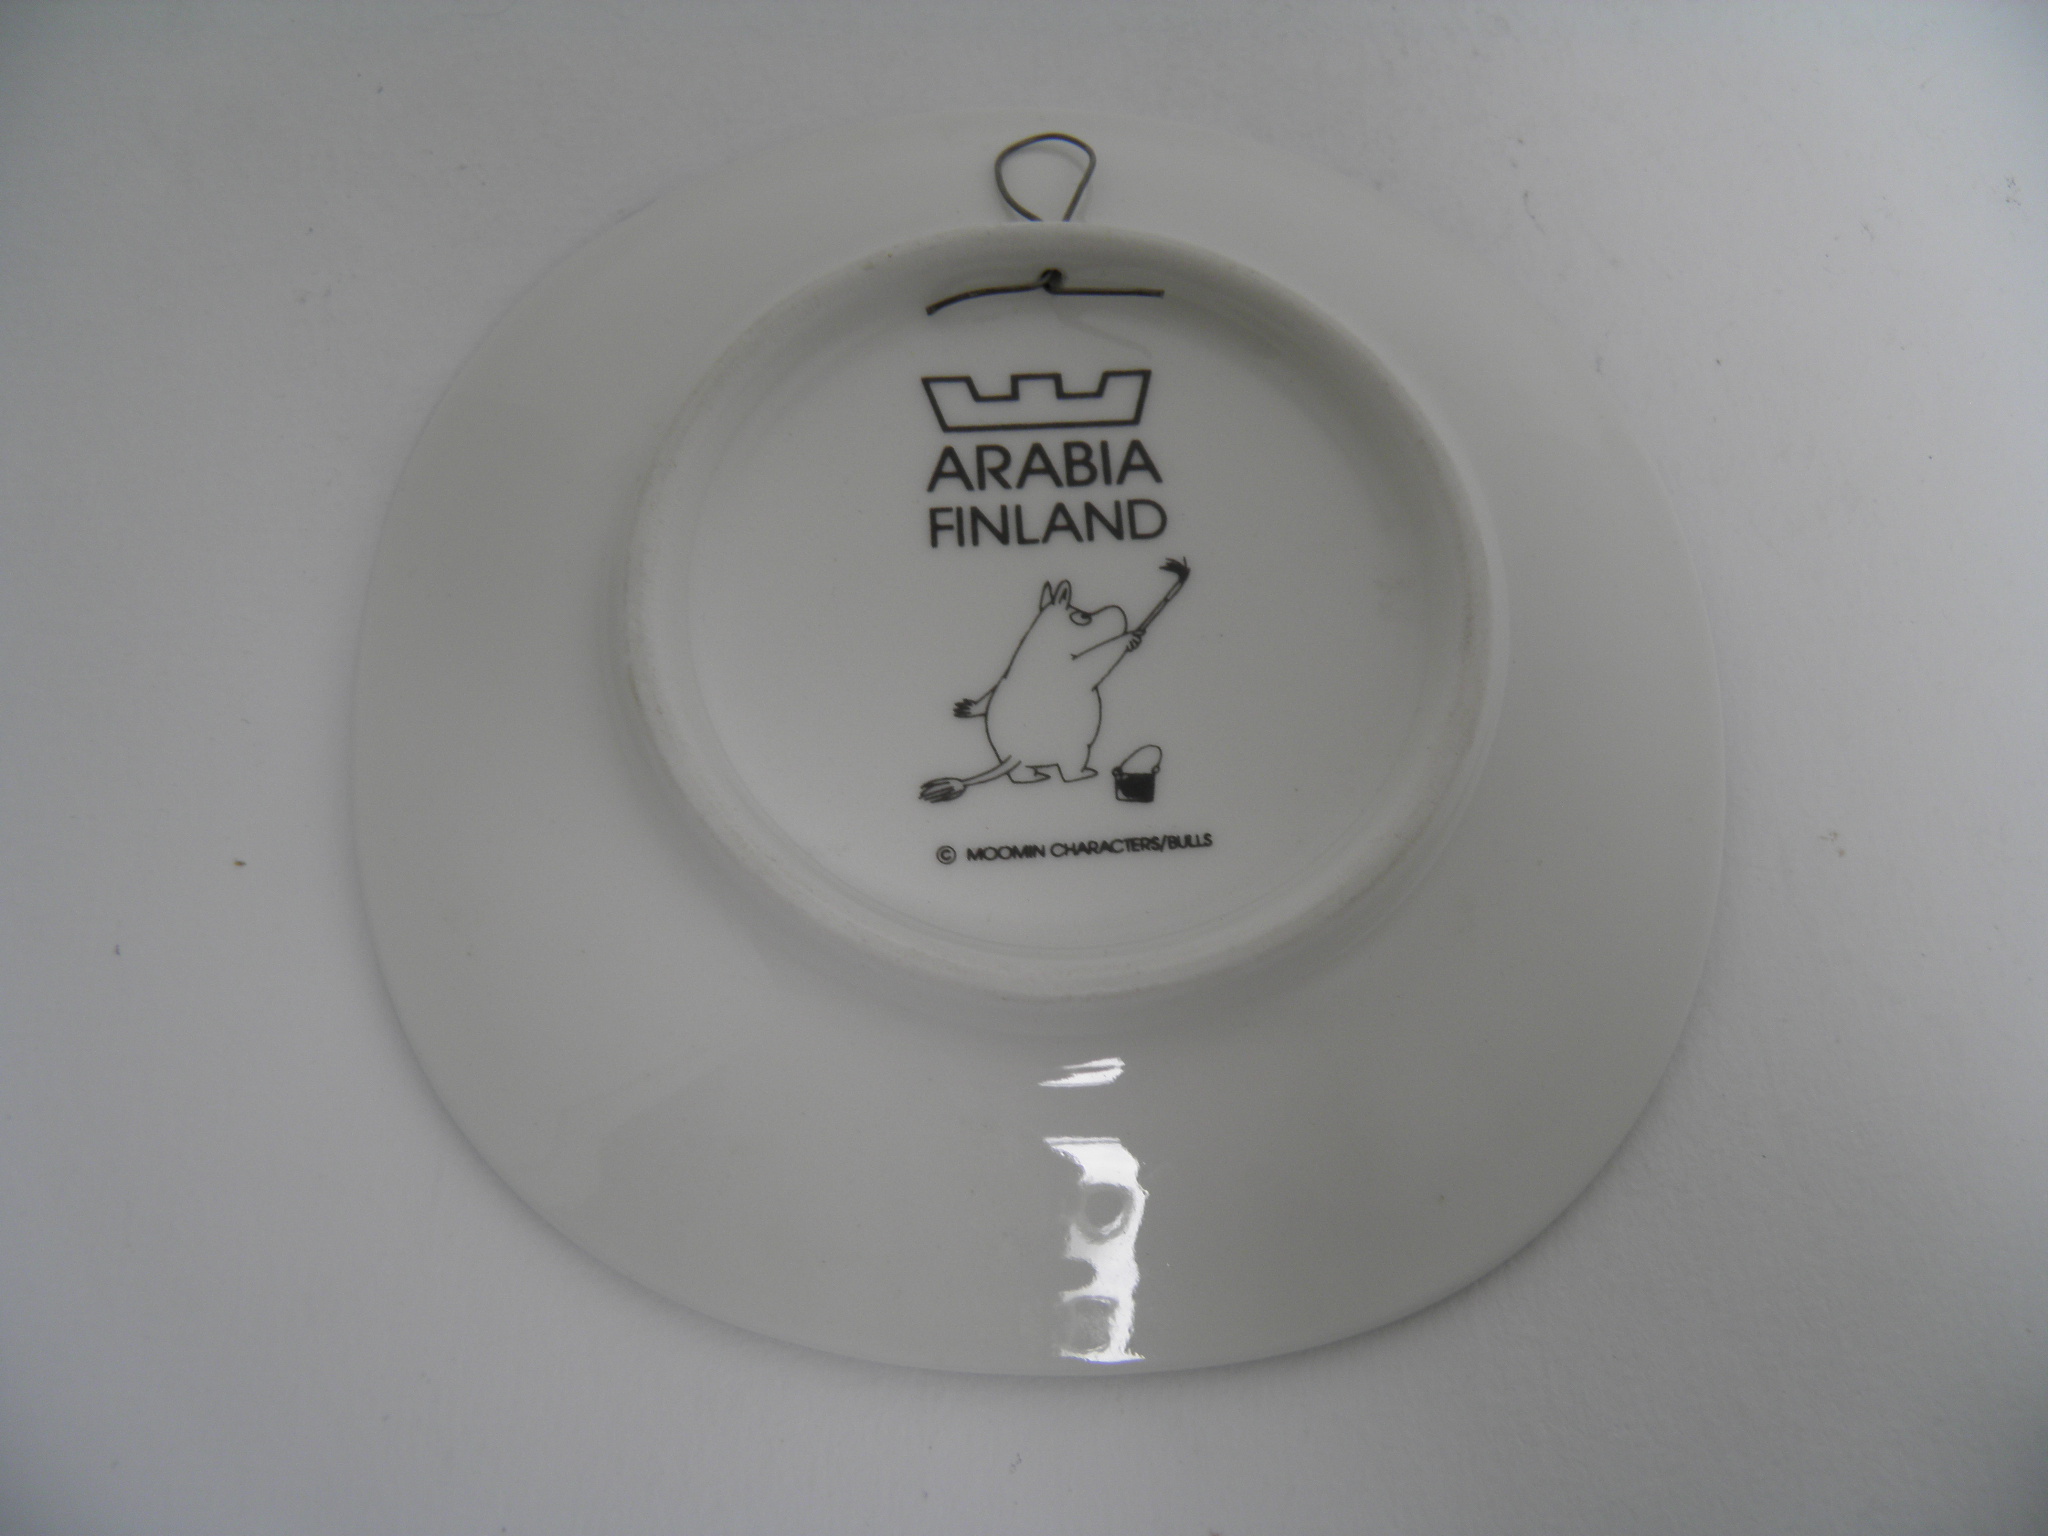 ARABIA
FINLAND
© MOOMIN CHARACTERS/BULLS